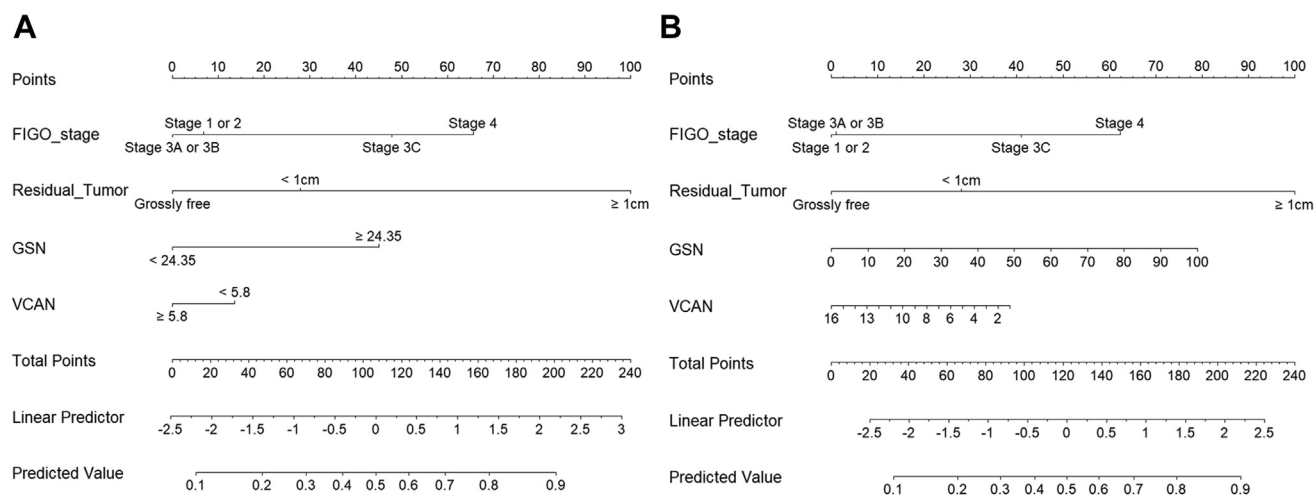 A
Points
0 10 20 30 40 50 60 70 80 90 100
FIGO_stage
Stage 1 or 2 Stage 4
Stage 3A or 3B Stage 3C
Residual_Tumor
< 1cm
Grossly free ≥ 1cm
GSN
≥ 24.35
< 24.35
VCAN
< 5.8
≥ 5.8
Total Points
0 20 40 60 80 100 120 140 160 180 200 220 240
Linear Predictor
-2.5 -2 -1.5 -1 -0.5 0 0.5 1 1.5 2 2.5 3
Predicted Value
0.1 0.2 0.3 0.4 0.5 0.6 0.7 0.8 0.9
B
Points
0 10 20 30 40 50 60 70 80 90 100
FIGO_stage
Stage 3A or 3B Stage 4
Stage 1 or 2 Stage 3C
Residual_Tumor
< 1cm
Grossly free ≥ 1cm
GSN
0 10 20 30 40 50 60 70 80 90 100
VCAN
16 13 10 8 6 4 2
Total Points
0 20 40 60 80 100 120 140 160 180 200 220 240
Linear Predictor
-2.5 -2 -1.5 -1 -0.5 0 0.5 1 1.5 2 2.5
Predicted Value
0.1 0.2 0.3 0.4 0.5 0.6 0.7 0.8 0.9